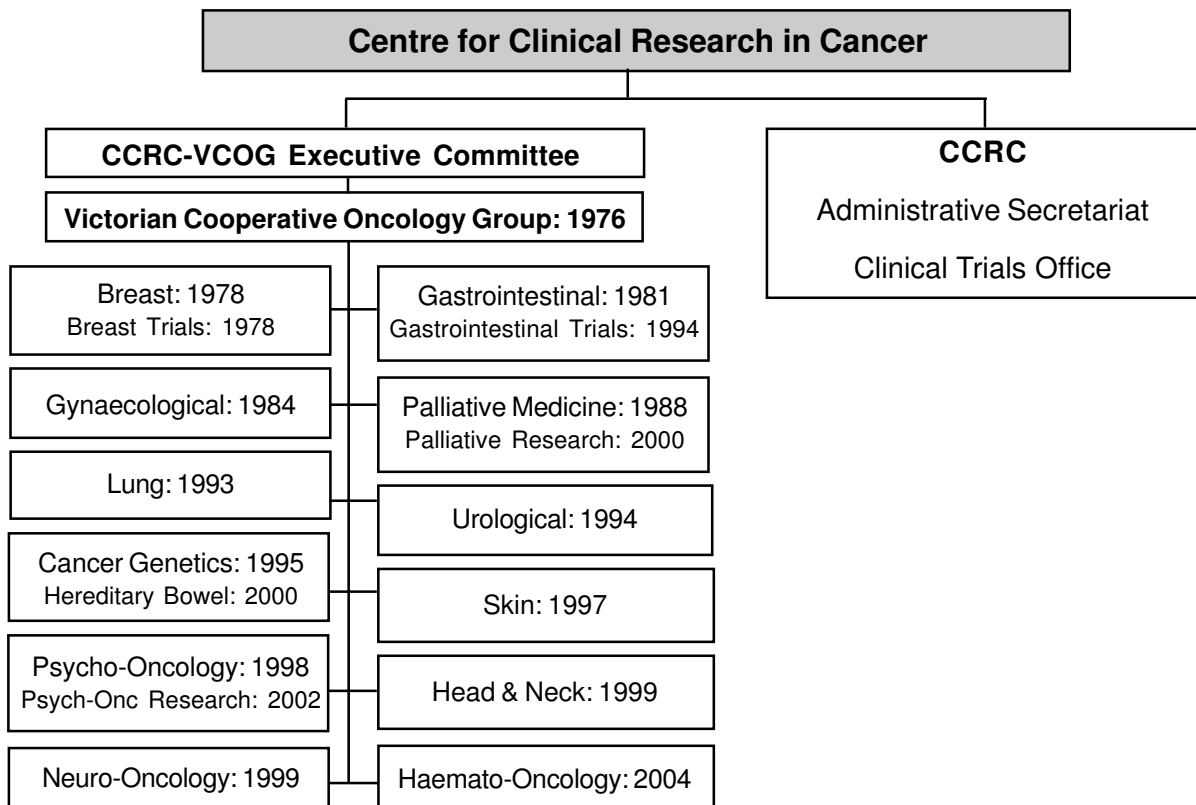 Centre for Clinical Research in Cancer
CCRC-VCOG Executive Committee
CCRC
Administrative Secretariat
Clinical Trials Office
Victorian Cooperative Oncology Group: 1976
Breast: 1978
Breast Trials: 1978
Gastrointestinal: 1981
Gastrointestinal Trials: 1994
Gynaecological: 1984
Palliative Medicine: 1988
Palliative Research: 2000
Lung: 1993
Urological: 1994
Cancer Genetics: 1995
Hereditary Bowel: 2000
Skin: 1997
Psycho-Oncology: 1998
Psych-Onc Research: 2002
Head & Neck: 1999
Neuro-Oncology: 1999
Haemato-Oncology: 2004